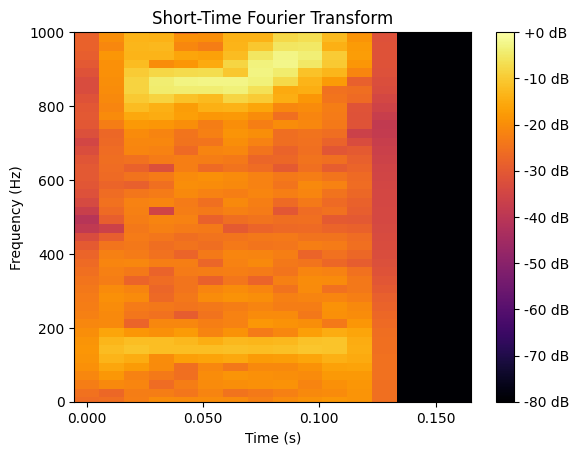 Short-Time Fourier Transform
1000
800
600
400
200
0
Frequency (Hz)
0.000
0.050
0.100
0.150
Time (s)
+0 dB
-10 dB
-20 dB
-30 dB
-40 dB
-50 dB
-60 dB
-70 dB
-80 dB